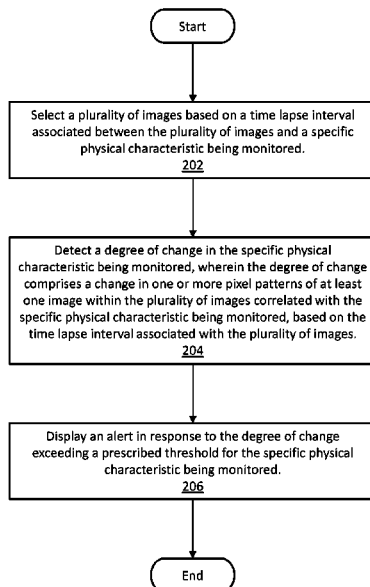 Start
Select a plurality of images based on a time lapse interval
associated between the plurality of images and a specific
physical characteristic being monitored.
202
Detect a degree of change in the specific physical
characteristic being monitored, wherein the degree of change
comprises a change in one or more pixel patterns of at least
one image within the plurality of images correlated with the
specific physical characteristic being monitored, based on the
time lapse interval associated with the plurality of images.
204
Display an alert in response to the degree of change
exceeding a prescribed threshold for the specific physical
characteristic being monitored.
206
End